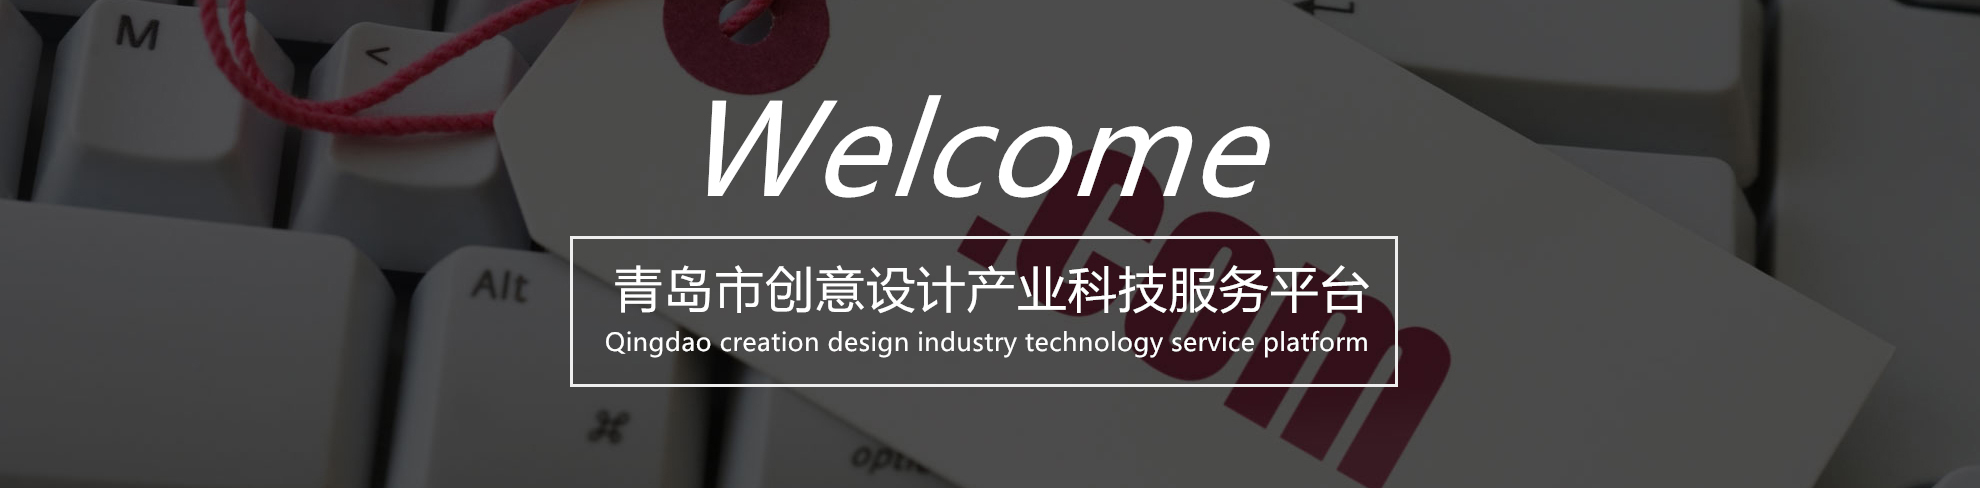 M
<
Welcome
.com
青岛市创意设计产业科技服务平台
Qingdao creation design industry technology service platform
Alt
⌘